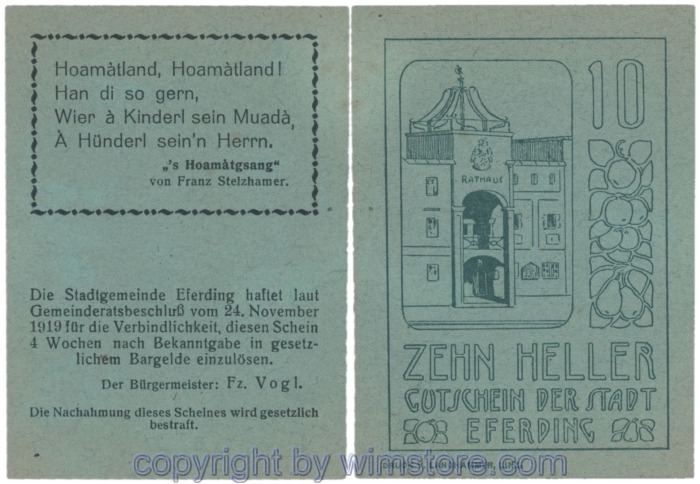 Hoamàtland, Hoamàtland!
Han di so gern,
Wier à Kinderl sein Muadà,
À Hünderl sein'n Herrn.
„'s Hoamàtgsang"
von Franz Stelzhamer.
Die Stadtgemeinde Eferding haftet laut
Gemeinderatsbeschluß vom 24. November
1919 für die Verbindlichkeit, diesen Schein
4 Wochen nach Bekanntgabe in gesetz-
lichem Bargelde einzulösen.
Der Bürgermeister: Fz. Vogl.
Die Nachahmung dieses Scheines wird gesetzlich
bestraft.
10
RATHAUS
ZEHN HELLER
GUTSCHEIN DER STADT
EFERDING
copyright by wimstore.com